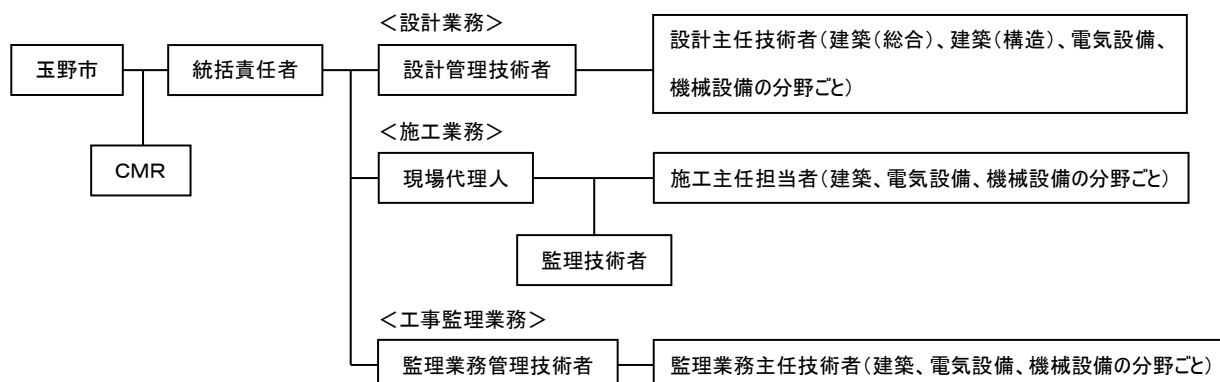 ＜設計業務＞
玉野市
統括責任者
設計管理技術者
設計主任技術者（建築（総合）、建築（構造）、電気設備、
機械設備の分野ごと）
CMR
＜施工業務＞
現場代理人
施工主任担当者（建築、電気設備、機械設備の分野ごと）
監理技術者
＜工事監理業務＞
監理業務管理技術者
監理業務主任技術者（建築、電気設備、機械設備の分野ごと）